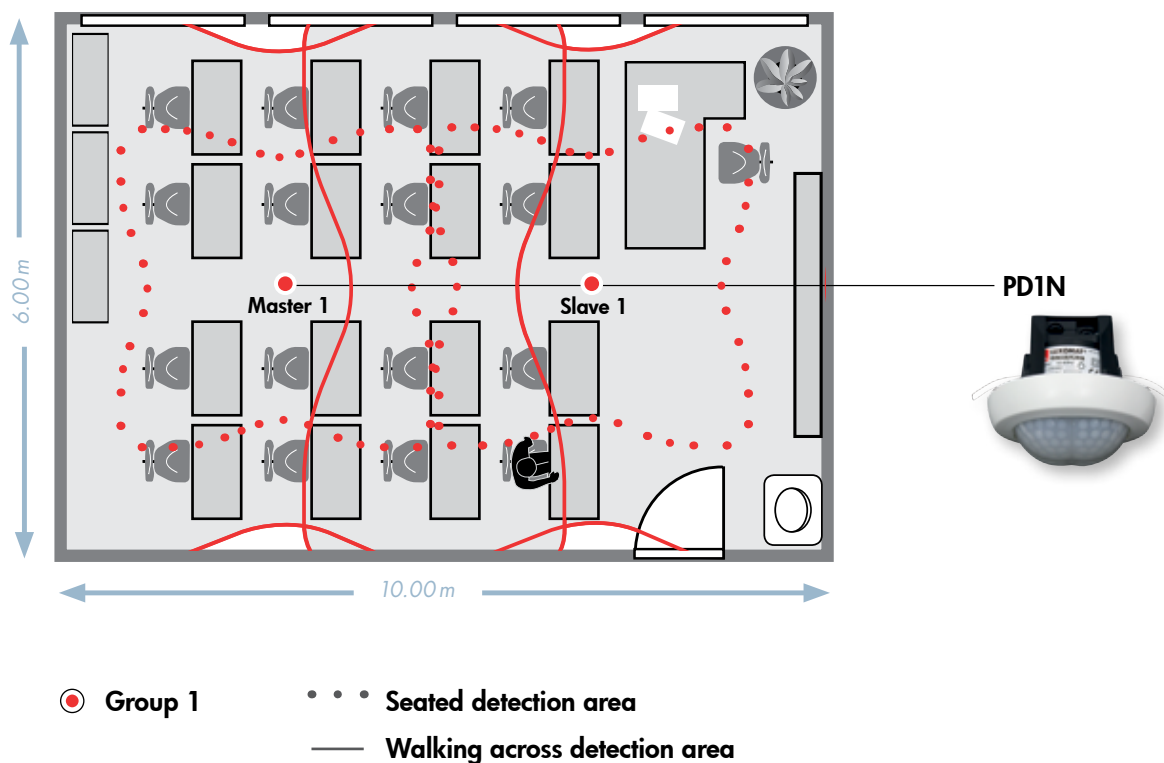 6.00 m
Master 1
Slave 1
PD1N
10.00 m
Group 1
Seated detection area
Walking across detection area